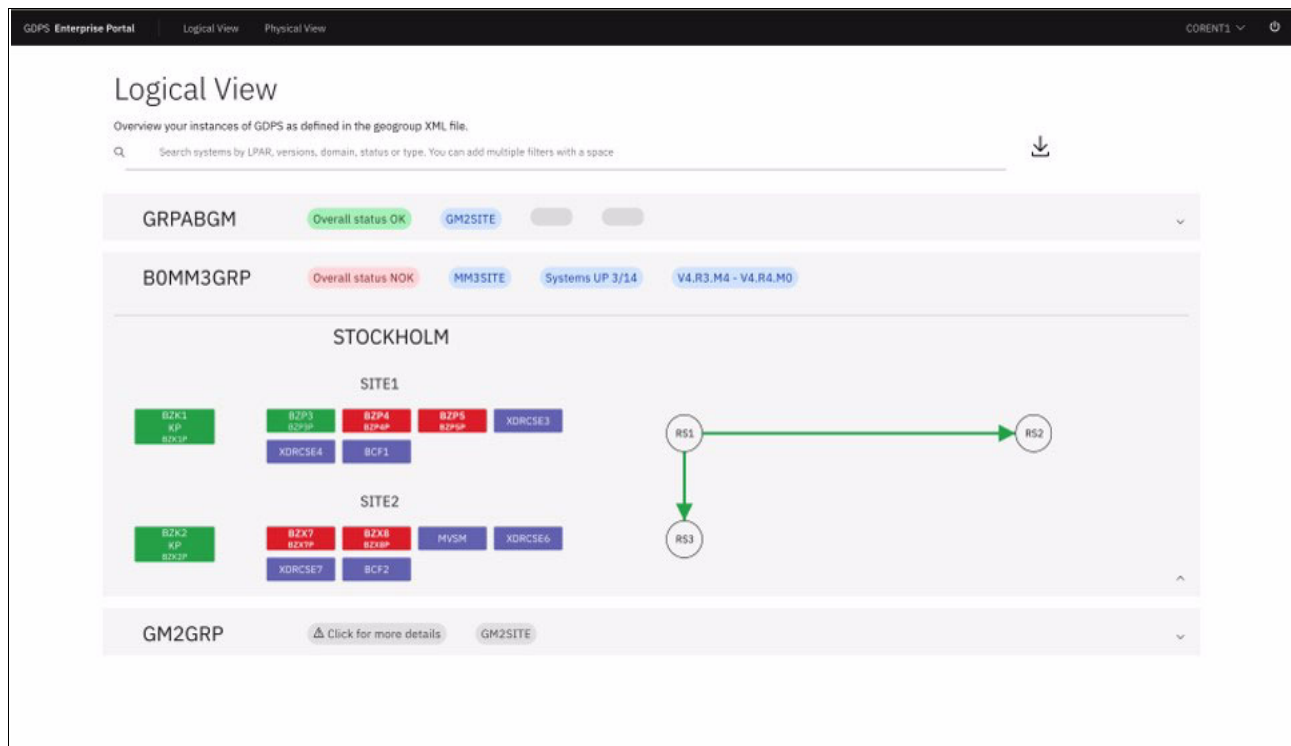 GDPS Enterprise Portal Logical View Physical View CORENT1
Logical View
Overview your instances of GDPS as defined in the geogroup XML file.
Search systems by LPAR, versions, domain, status or type. You can add multiple filters with a space
GRPABGM Overall status OK GM2SITE
B0MM3GRP Overall status NOK MM3SITE Systems UP 3/14 V4.R3.M4 - V4.R4.M0
STOCKHOLM
SITE1
BZK1
KP
BZK1P
BZP3
BZP3P
BZP4
BZP4P
BZP5
BZP5P
XDRCSE3
XDRCSE4
BCF1
RS1
RS2
SITE2
BZK2
KP
BZK2P
BZX7
BZX7P
BZX8
BZX8P
MVSM
XDRCSE6
XDRCSE7
BCF2
RS3
GM2GRP Click for more details GM2SITE